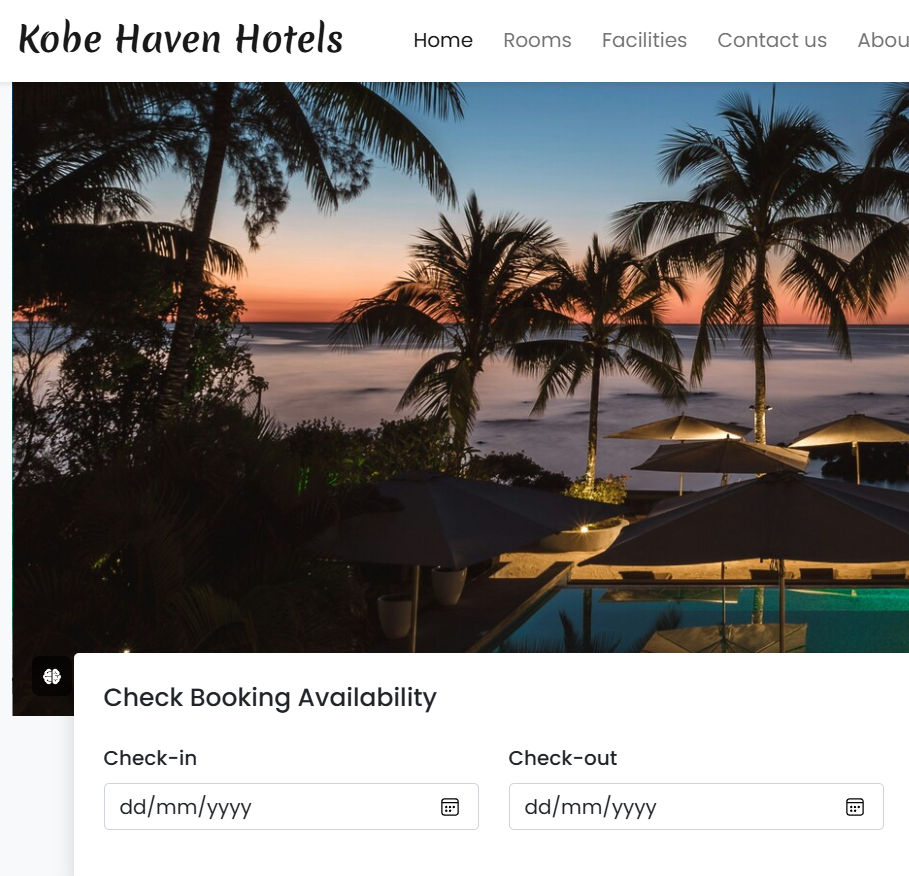 Kobe Haven Hotels Home Rooms Facilities Contact us Abou
Check Booking Availability
Check-in Check-out
dd/mm/yyyy dd/mm/yyyy